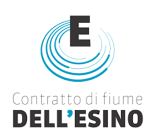 E
Contratto di fiume
DELL'ESINO